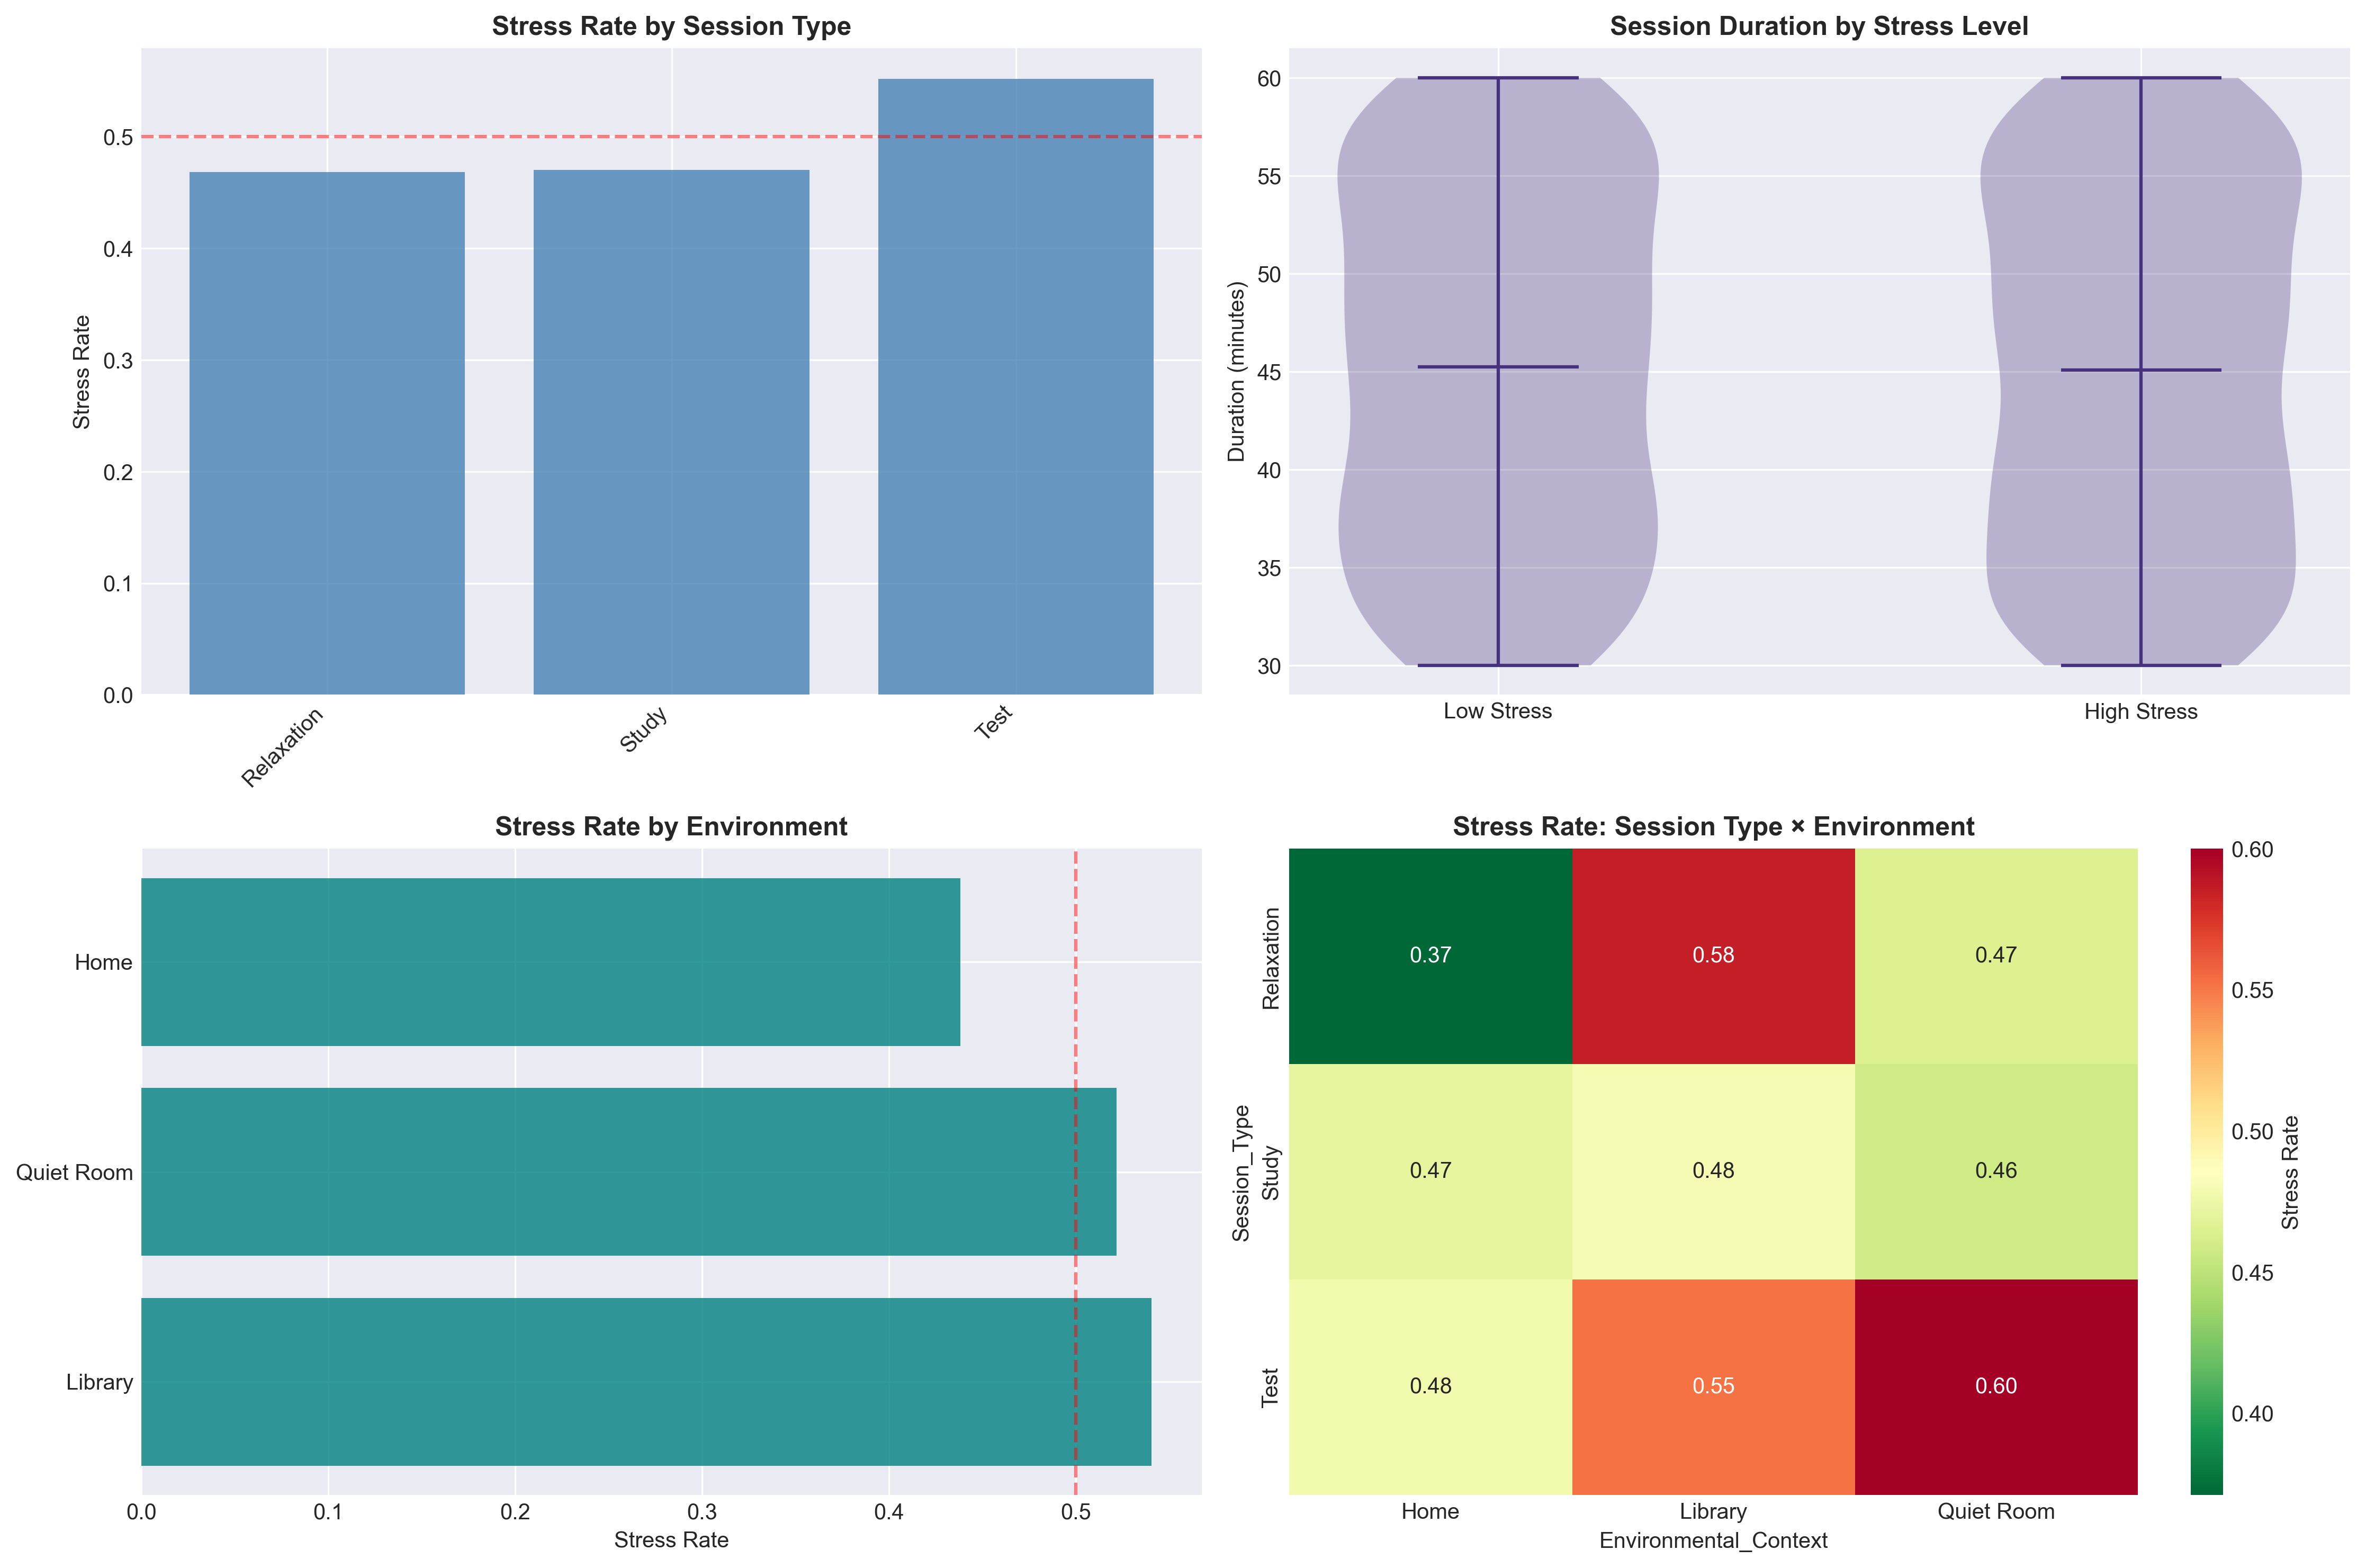 Stress Rate by Session Type
Stress Rate
0.5
0.4
0.3
0.2
0.1
0.0
Relaxation
Study
Test
Session Duration by Stress Level
Duration (minutes)
60
55
50
45
40
35
30
Low Stress
High Stress
Stress Rate by Environment
Home
Quiet Room
Library
0.0
0.1
0.2
0.3
0.4
0.5
Stress Rate
Stress Rate: Session Type × Environment
Session_Type
Relaxation
0.37
0.58
0.47
Study
0.47
0.48
0.46
Test
0.48
0.55
0.60
Home
Library
Quiet Room
Environmental_Context
0.60
0.55
0.50
0.45
0.40
Stress Rate